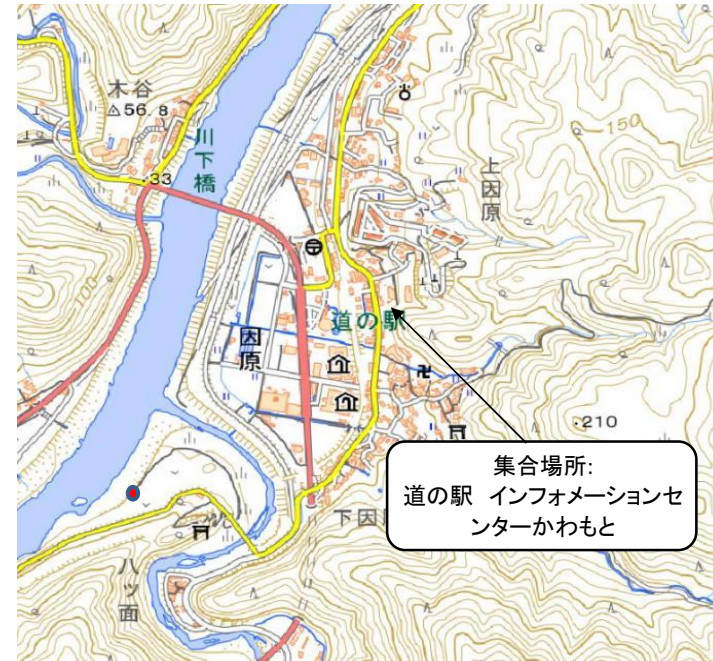 木谷
56.8
川下橋
33
150
上因原
道の駅
因原
100
210
集合場所:
道の駅 インフォメーションセ
ンターかわもと
下因
八ッ面